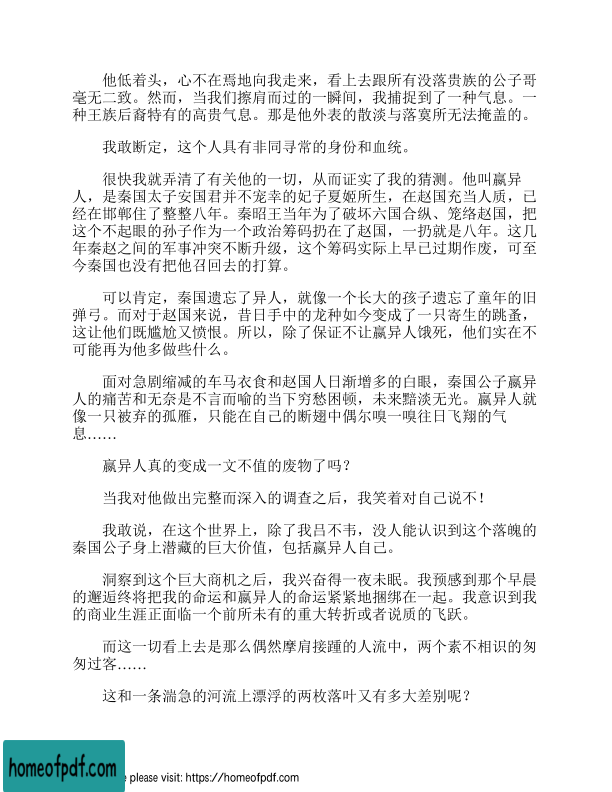 他低着头，心不在焉地向我走来，看上去跟所有没落贵族的公子哥
毫无二致。然而，当我们擦肩而过的一瞬间，我捕捉到了一种气息。一
种王族后裔特有的高贵气息。那是他外表的散淡与落寞所无法掩盖的。
我敢断定，这个人具有非同寻常的身份和血统。
很快我就弄清了有关他的一切，从而证实了我的猜测。他叫嬴异
人，是秦国太子安国君并不宠幸的妃子夏姬所生，在赵国充当人质，已
经在邯郸住了整整八年。秦昭王当年为了破坏六国合纵、笼络赵国，把
这个不起眼的孙子作为一个政治筹码扔在了赵国，一扔就是八年。这几
年秦赵之间的军事冲突不断升级，这个筹码实际上早已过期作废，可至
今秦国也没有把他召回去的打算。
可以肯定，秦国遗忘了异人，就像一个长大的孩子遗忘了童年的旧
弹弓。而对于赵国来说，昔日手中的龙种如今变成了一只寄生的跳蚤，
这让他们既尴尬又愤恨。所以，除了保证不让嬴异人饿死，他们实在不
可能再为他多做些什么。
面对急剧缩减的车马衣食和赵国人日渐增多的白眼，秦国公子嬴异
人的痛苦和无奈是不言而喻的当下穷愁困顿，未来黯淡无光。嬴异人就
像一只被弃的孤雁，只能在自己的断翅中偶尔嗅一嗅往日飞翔的气
息……
嬴异人真的变成一文不值的废物了吗？
当我对他做出完整而深入的调查之后，我笑着对自己说不！
我敢说，在这个世界上，除了我吕不韦，没人能认识到这个落魄的
秦国公子身上潜藏的巨大价值，包括嬴异人自己。
洞察到这个巨大商机之后，我兴奋得一夜未眠。我预感到那个早晨
的邂逅终将把我的命运和嬴异人的命运紧紧地捆绑在一起。我意识到我
的商业生涯正面临一个前所未有的重大转折或者说质的飞跃。
而这一切看上去是那么偶然摩肩接踵的人流中，两个素不相识的匆
匆过客……
这和一条湍急的河流上漂浮的两枚落叶又有多大差别呢？
homeofpdf.com
e please visit: https://homeofpdf.com